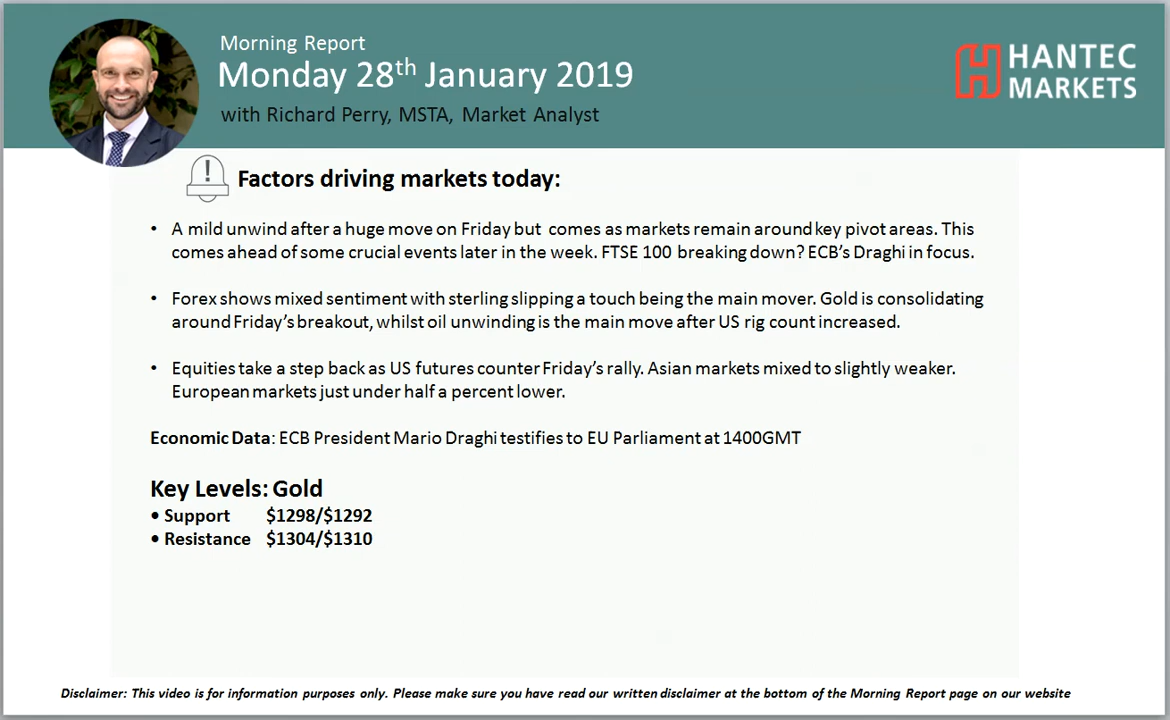 Morning Report
Monday 28th January 2019
with Richard Perry, MSTA, Market Analyst
HANTEC
MARKETS
! Factors driving markets today:
• A mild unwind after a huge move on Friday but comes as markets remain around key pivot areas. This
comes ahead of some crucial events later in the week. FTSE 100 breaking down? ECB's Draghi in focus.
• Forex shows mixed sentiment with sterling slipping a touch being the main mover. Gold is consolidating
around Friday's breakout, whilst oil unwinding is the main move after US rig count increased.
• Equities take a step back as US futures counter Friday's rally. Asian markets mixed to slightly weaker.
European markets just under half a percent lower.
Economic Data: ECB President Mario Draghi testifies to EU Parliament at 1400GMT
Key Levels: Gold
• Support $1298/$1292
• Resistance $1304/$1310
Disclaimer: This video is for information purposes only. Please make sure you have read our written disclaimer at the bottom of the Morning Report page on our website